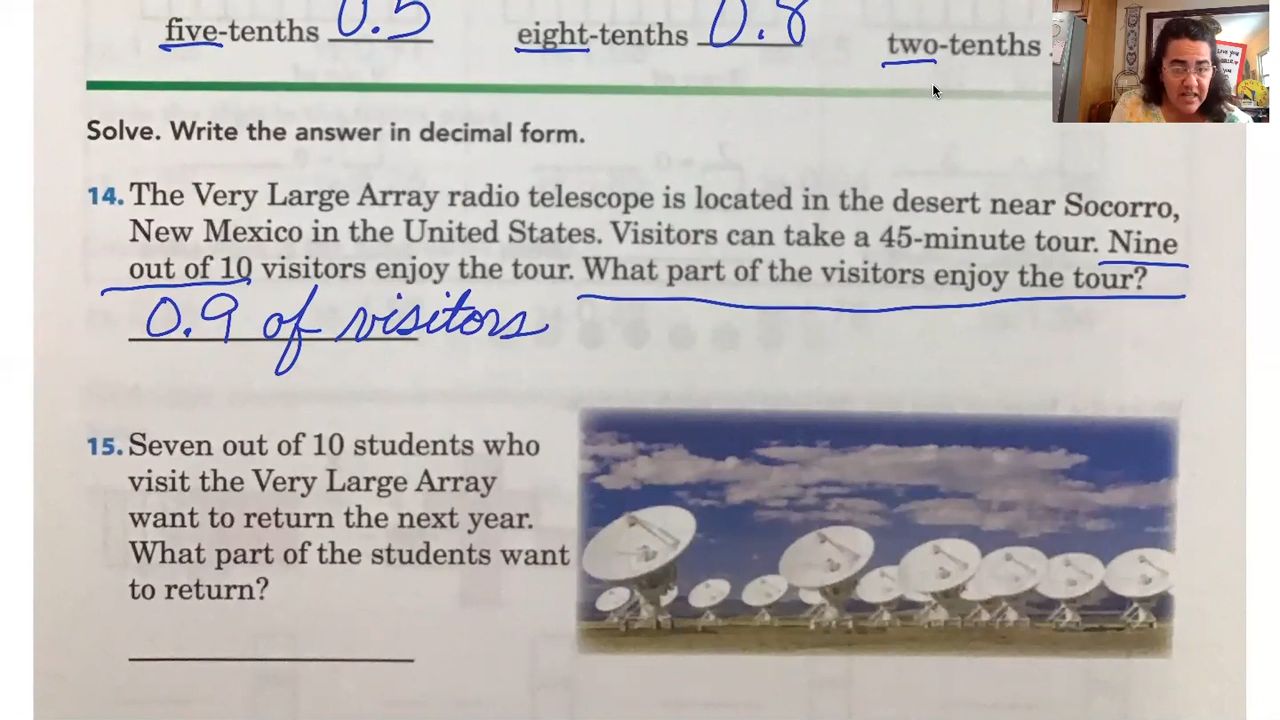 five-tenths 0.5 eight-tenths 0.8 two-tenths
Solve. Write the answer in decimal form.
14. The Very Large Array radio telescope is located in the desert near Socorro,
New Mexico in the United States. Visitors can take a 45-minute tour. Nine
out of 10 visitors enjoy the tour. What part of the visitors enjoy the tour?
0.9 of visitors
15. Seven out of 10 students who
visit the Very Large Array
want to return the next year.
What part of the students want
to return?